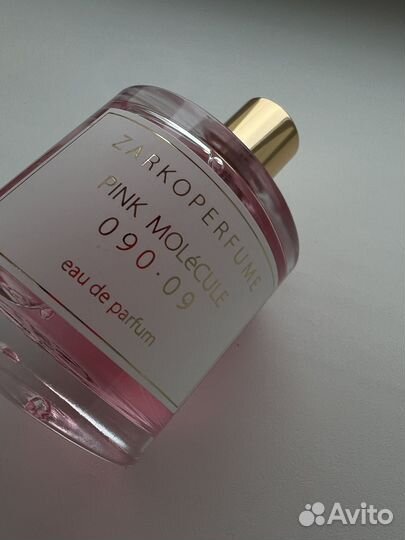 ZARKOPERFUME
PINK MOLéCULE
090·09
eau de parfum
Avito